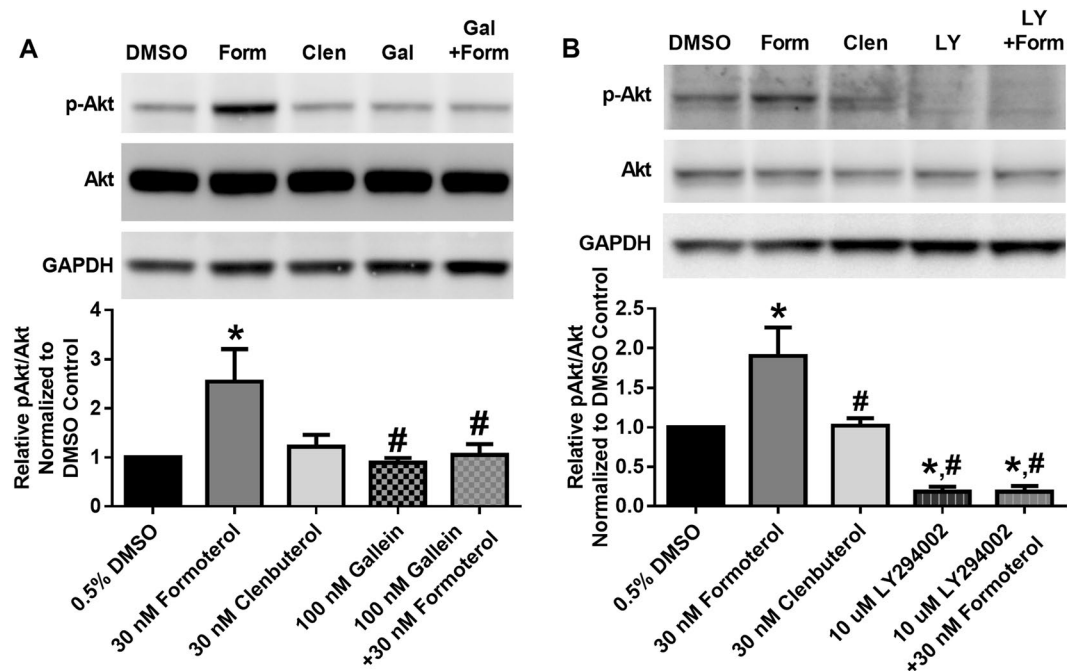 A
DMSO Form Clen Gal Gal +Form
p-Akt
Akt
GAPDH
Relative pAkt/Akt
Normalized to
DMSO Control
4
3
2
1
0
*
#
#
0.5% DMSO
30 nM Formoterol
30 nM Clenbuterol
100 nM Gallein
100 nM Gallein
+30 nM Formoterol
B
DMSO Form Clen LY LY +Form
p-Akt
Akt
GAPDH
Relative pAkt/Akt
Normalized to DMSO Control
2.5
2.0
1.5
1.0
0.5
0.0
*
#
*,#
*,#
0.5% DMSO
30 nM Formoterol
30 nM Clenbuterol
10 uM LY294002
10 uM LY294002
+30 nM Formoterol